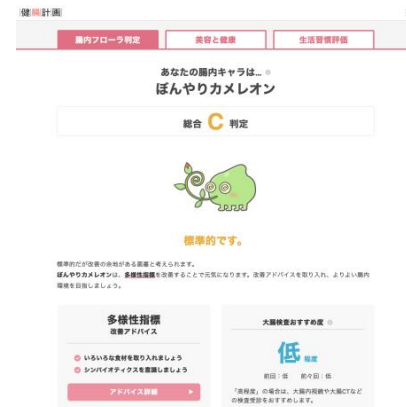 健腸計画
腸内フローラ判定 美容と健康 生活習慣評価
あなたの腸内キャラは…
ぼんやりカメレオン
総合 C 判定
標準的です。
標準的だが改善の余地がある菌叢と考えられます。
ぼんやりカメレオンは、多様性指標を改善することで元気になります。改善アドバイスを取り入れ、よりよい腸内
環境を目指しましょう。
多様性指標
改善アドバイス
いろいろな食材を取り入れましょう
シンバイオティクスを意識しましょう
アドバイス詳細
大腸検査おすすめ度
低 程度
前回:低 前々回:低
「高程度」の場合は、大腸内視鏡や大腸CTなど
の検査受診をおすすめします。